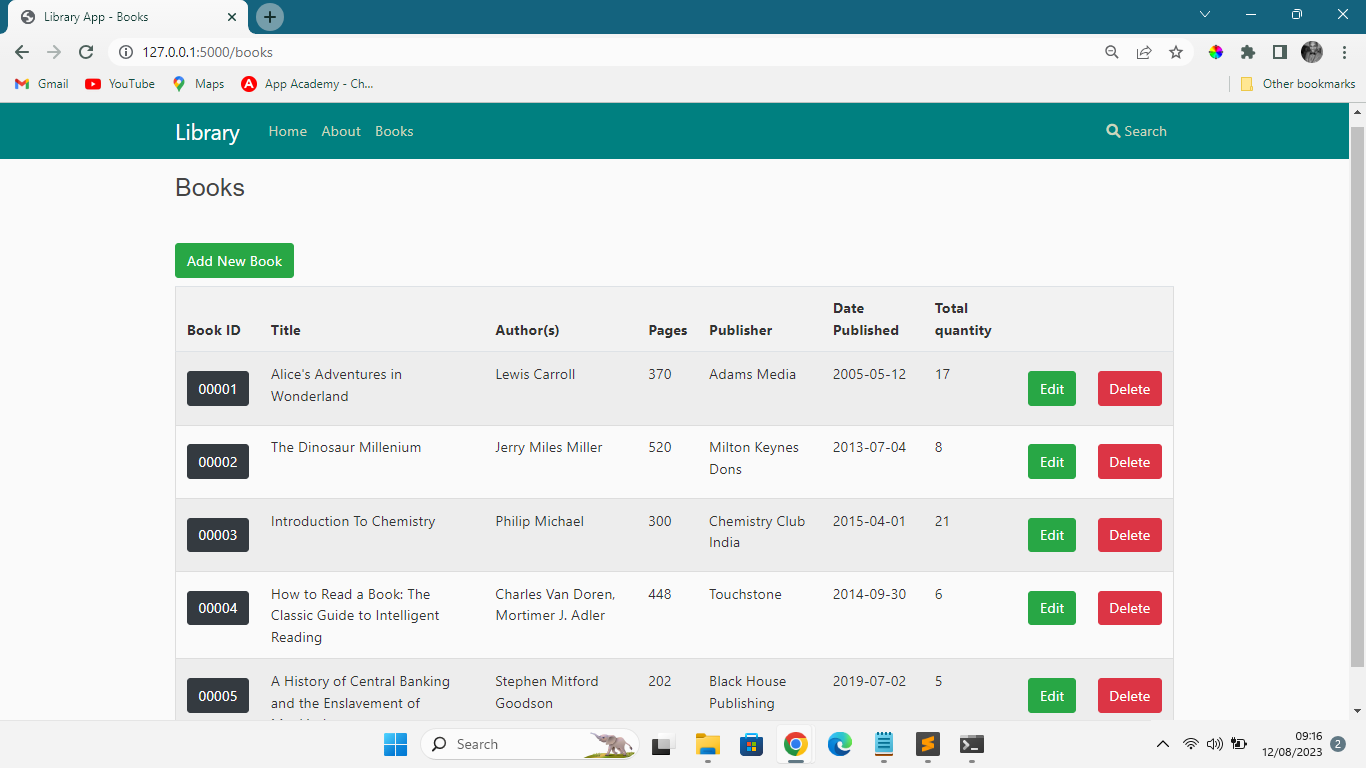 Library App - Books
127.0.0.1:5000/books
Gmail YouTube Maps App Academy - Ch... Other bookmarks
Library Home About Books Search
Books
Add New Book
Book ID Title Author(s) Pages Publisher Date Published Total quantity
00001 Alice's Adventures in Wonderland Lewis Carroll 370 Adams Media 2005-05-12 17 Edit Delete
00002 The Dinosaur Millenium Jerry Miles Miller 520 Milton Keynes Dons 2013-07-04 8 Edit Delete
00003 Introduction To Chemistry Philip Michael 300 Chemistry Club India 2015-04-01 21 Edit Delete
00004 How to Read a Book: The Classic Guide to Intelligent Reading Charles Van Doren, Mortimer J. Adler 448 Touchstone 2014-09-30 6 Edit Delete
00005 A History of Central Banking and the Enslavement of Stephen Mitford Goodson 202 Black House Publishing 2019-07-02 5 Edit Delete
Search 09:16
12/08/2023 2